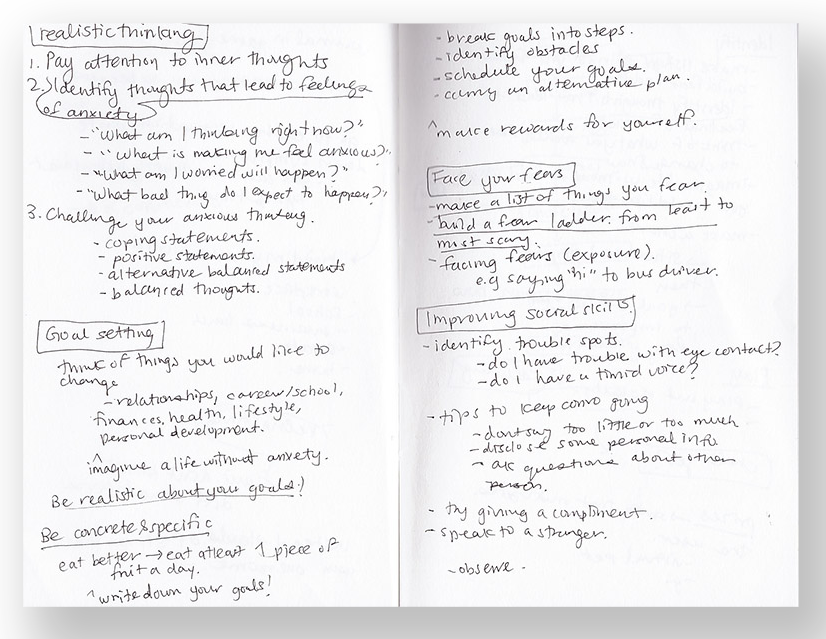 realistic thinking
1. Pay attention to inner thoughts
2. Identify thoughts that lead to feelings
of anxiety
- "What am I thinking right now?"
- "What is making me feel anxious?"
- "What am I worried will happen?"
- "What bad thing do I expect to happen?"
3. Challenge your anxious thinking.
- coping statements.
- positive statements.
- alternative balanced statements
- balanced thoughts.
Goal setting
think of things you would like to
change
- relationships, career/school,
finances, health, lifestyle,
personal development.
^
imagine a life without anxiety.
Be realistic about your goals!
Be concrete & specific
eat better → eat atleast 1 piece of
fruit a day.
^ write down your goals!
- break goals into steps.
- identify obstacles
- schedule your goals.
- carry an alternative plan.
^ make rewards for yourself.
Face your fears
- make a list of things you fear.
- build a fear ladder. from least to
most scary.
- facing fears (exposure).
e.g saying "hi" to bus driver.
Improving social skills
- identify trouble spots.
- do I have trouble with eye contact?
- do I have a timid voice?
- tips to keep convo going
- dont say too little or too much
- disclose some personal info
- ask questions about other
person.
- try giving a compliment.
- speak to a stranger.
- observe.